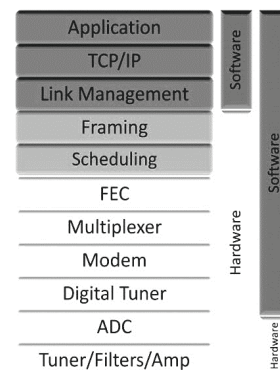 Application
TCP/IP
Link Management
Framing
Scheduling
FEC
Multiplexer
Modem
Digital Tuner
ADC
Tuner/Filters/Amp
Software
Hardware
Software
Hardware